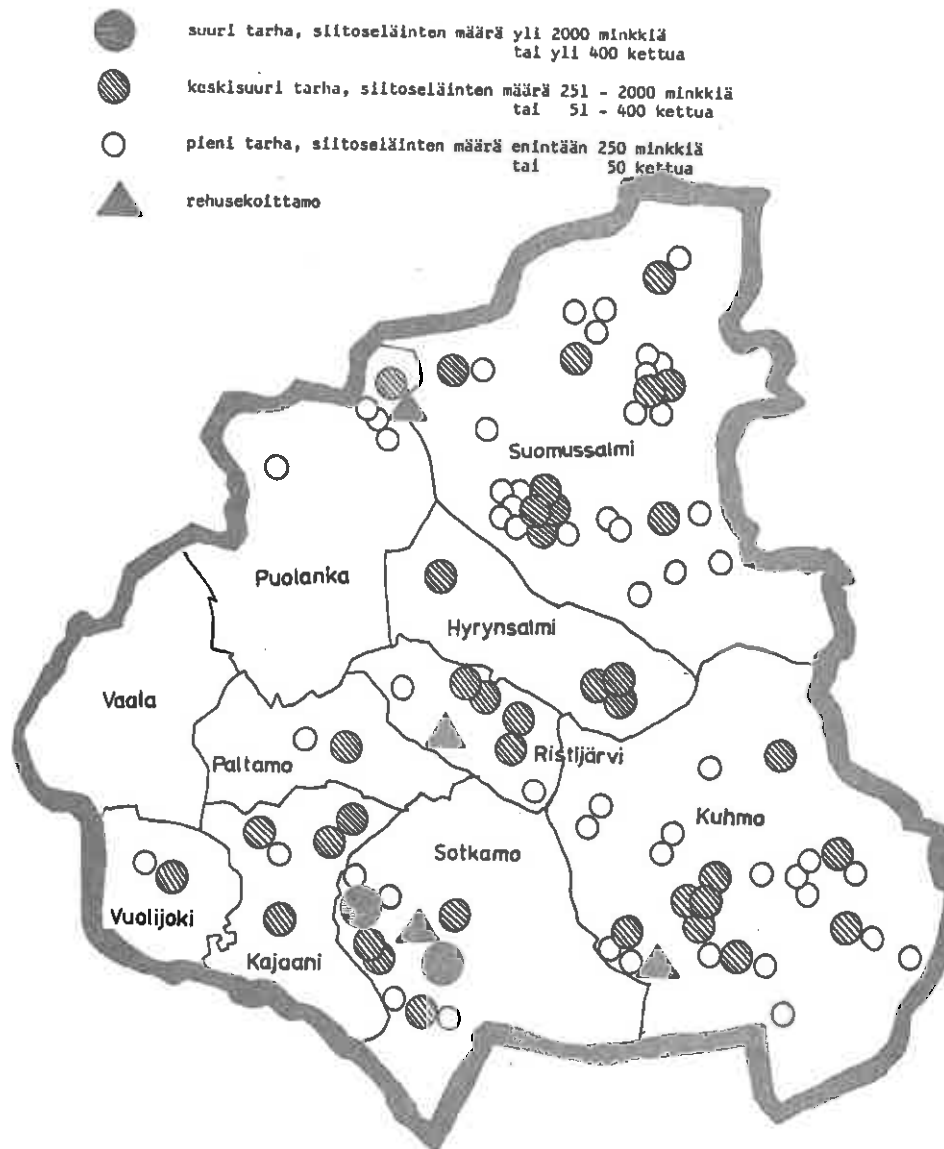 suuri tarha, siitoseläinten määrä yli 2000 minkkiä
tai yli 400 kettua
keskisuuri tarha, siitoseläinten määrä 251 - 2000 minkkiä
tai 51 - 400 kettua
pieni tarha, siitoseläinten määrä enintään 250 minkkiä
tai 50 kettua
rehusekoittamo
Suomussalmi
Puolanka
Hyrynsalmi
Vaala
Paltamo
Ristijärvi
Kuhmo
Sotkamo
Vuolijoki
Kajaani